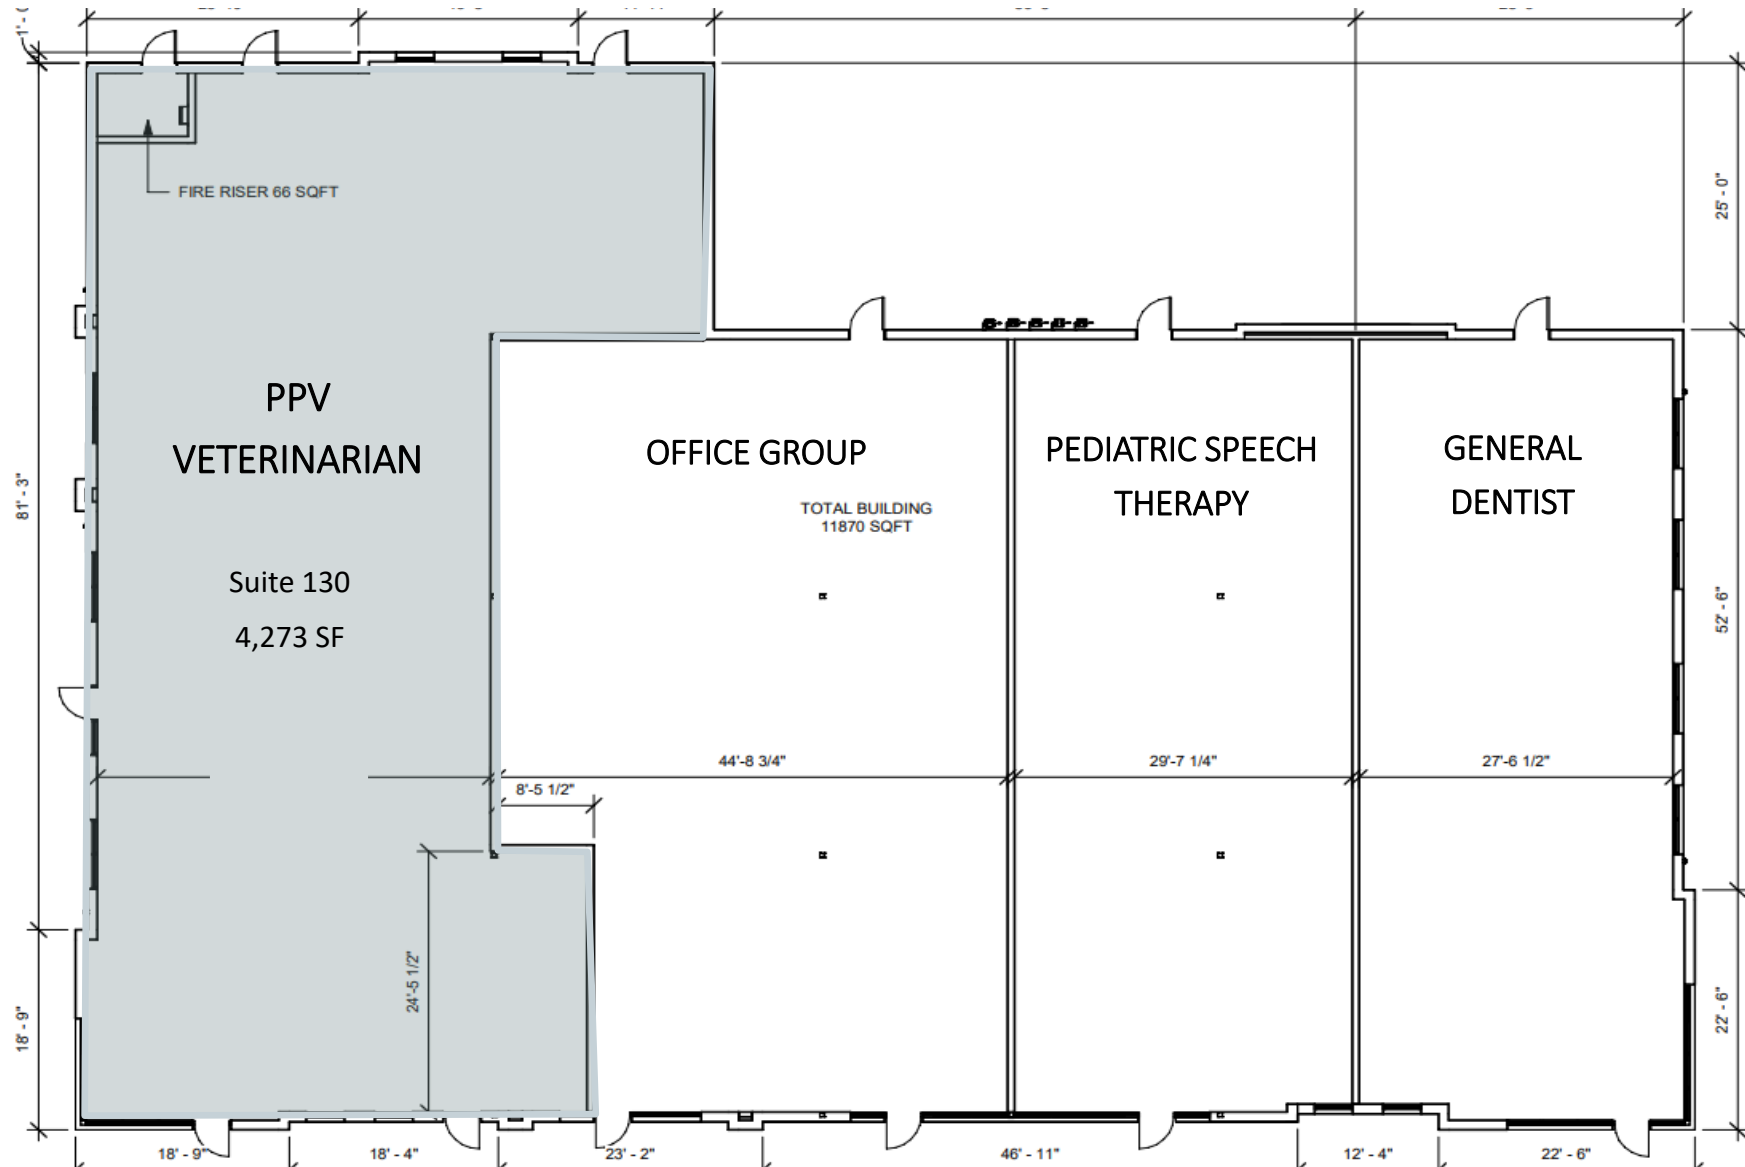 1' - 0
FIRE RISER 66 SQFT
25' - 0"
PPV
VETERINARIAN
OFFICE GROUP
PEDIATRIC SPEECH
THERAPY
GENERAL
DENTIST
81' - 3"
TOTAL BUILDING
11870 SQFT
Suite 130
4,273 SF
52' - 6"
44'-8 3/4"
29'-7 1/4"
27'-6 1/2"
8'-5 1/2"
24'-5 1/2"
18' - 9"
22' - 6"
18' - 9"
18' - 4"
23' - 2"
46' - 11"
12' - 4"
22' - 6"